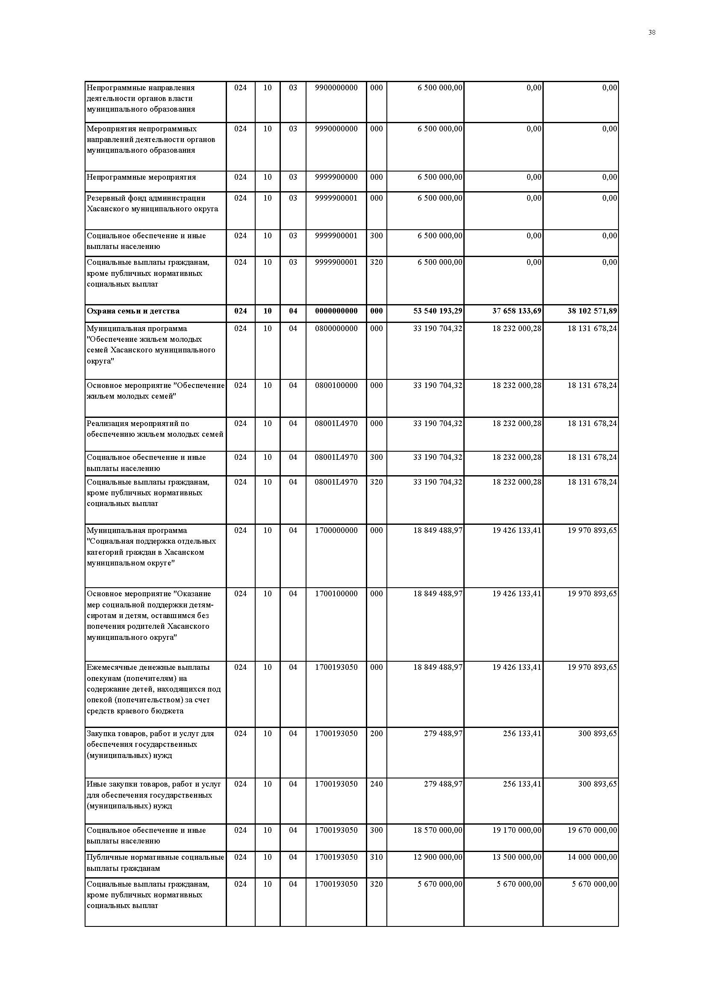 38
Непрограммные направления 024 10 03 9900000000 000 6 500 000,00 0,00 0,00
деятельности органов власти
муниципального образования
Мероприятия непрограммных 024 10 03 9990000000 000 6 500 000,00 0,00 0,00
направлений деятельности органов
муниципального образования
Непрограммные мероприятия 024 10 03 9999900000 000 6 500 000,00 0,00 0,00
Резервный фонд администрации 024 10 03 9999900001 000 6 500 000,00 0,00 0,00
Хасанского муниципального округа
Социальное обеспечение и иные 024 10 03 9999900001 300 6 500 000,00 0,00 0,00
выплаты населению
Социальные выплаты гражданам, 024 10 03 9999900001 320 6 500 000,00 0,00 0,00
кроме публичных нормативных
социальных выплат
Охрана семьи и детства 024 10 04 0000000000 000 53 540 193,29 37 658 133,69 38 102 571,89
Муниципальная программа 024 10 04 0800000000 000 33 190 704,32 18 232 000,28 18 131 678,24
"Обеспечение жильем молодых
семей Хасанского муниципального
округа"
Основное мероприятие "Обеспечение 024 10 04 0800100000 000 33 190 704,32 18 232 000,28 18 131 678,24
жильем молодых семей"
Реализация мероприятий по 024 10 04 08001L4970 000 33 190 704,32 18 232 000,28 18 131 678,24
обеспечению жильем молодых семей
Социальное обеспечение и иные 024 10 04 08001L4970 300 33 190 704,32 18 232 000,28 18 131 678,24
выплаты населению
Социальные выплаты гражданам, 024 10 04 08001L4970 320 33 190 704,32 18 232 000,28 18 131 678,24
кроме публичных нормативных
социальных выплат
Муниципальная программа 024 10 04 1700000000 000 18 849 488,97 19 426 133,41 19 970 893,65
"Социальная поддержка отдельных
категорий граждан в Хасанском
муниципальном округе"
Основное мероприятие "Оказание 024 10 04 1700100000 000 18 849 488,97 19 426 133,41 19 970 893,65
мер социальной поддержки детям-
сиротам и детям, оставшимся без
попечения родителей Хасанского
муниципального округа"
Ежемесячные денежные выплаты 024 10 04 1700193050 000 18 849 488,97 19 426 133,41 19 970 893,65
опекунам (попечителям) на
содержание детей, находящихся под
опекой (попечительством) за счет
средств краевого бюджета
Закупка товаров, работ и услуг для 024 10 04 1700193050 200 279 488,97 256 133,41 300 893,65
обеспечения государственных
(муниципальных) нужд
Иные закупки товаров, работ и услуг 024 10 04 1700193050 240 279 488,97 256 133,41 300 893,65
для обеспечения государственных
(муниципальных) нужд
Социальное обеспечение и иные 024 10 04 1700193050 300 18 570 000,00 19 170 000,00 19 670 000,00
выплаты населению
Публичные нормативные социальные 024 10 04 1700193050 310 12 900 000,00 13 500 000,00 14 000 000,00
выплаты гражданам
Социальные выплаты гражданам, 024 10 04 1700193050 320 5 670 000,00 5 670 000,00 5 670 000,00
кроме публичных нормативных
социальных выплат